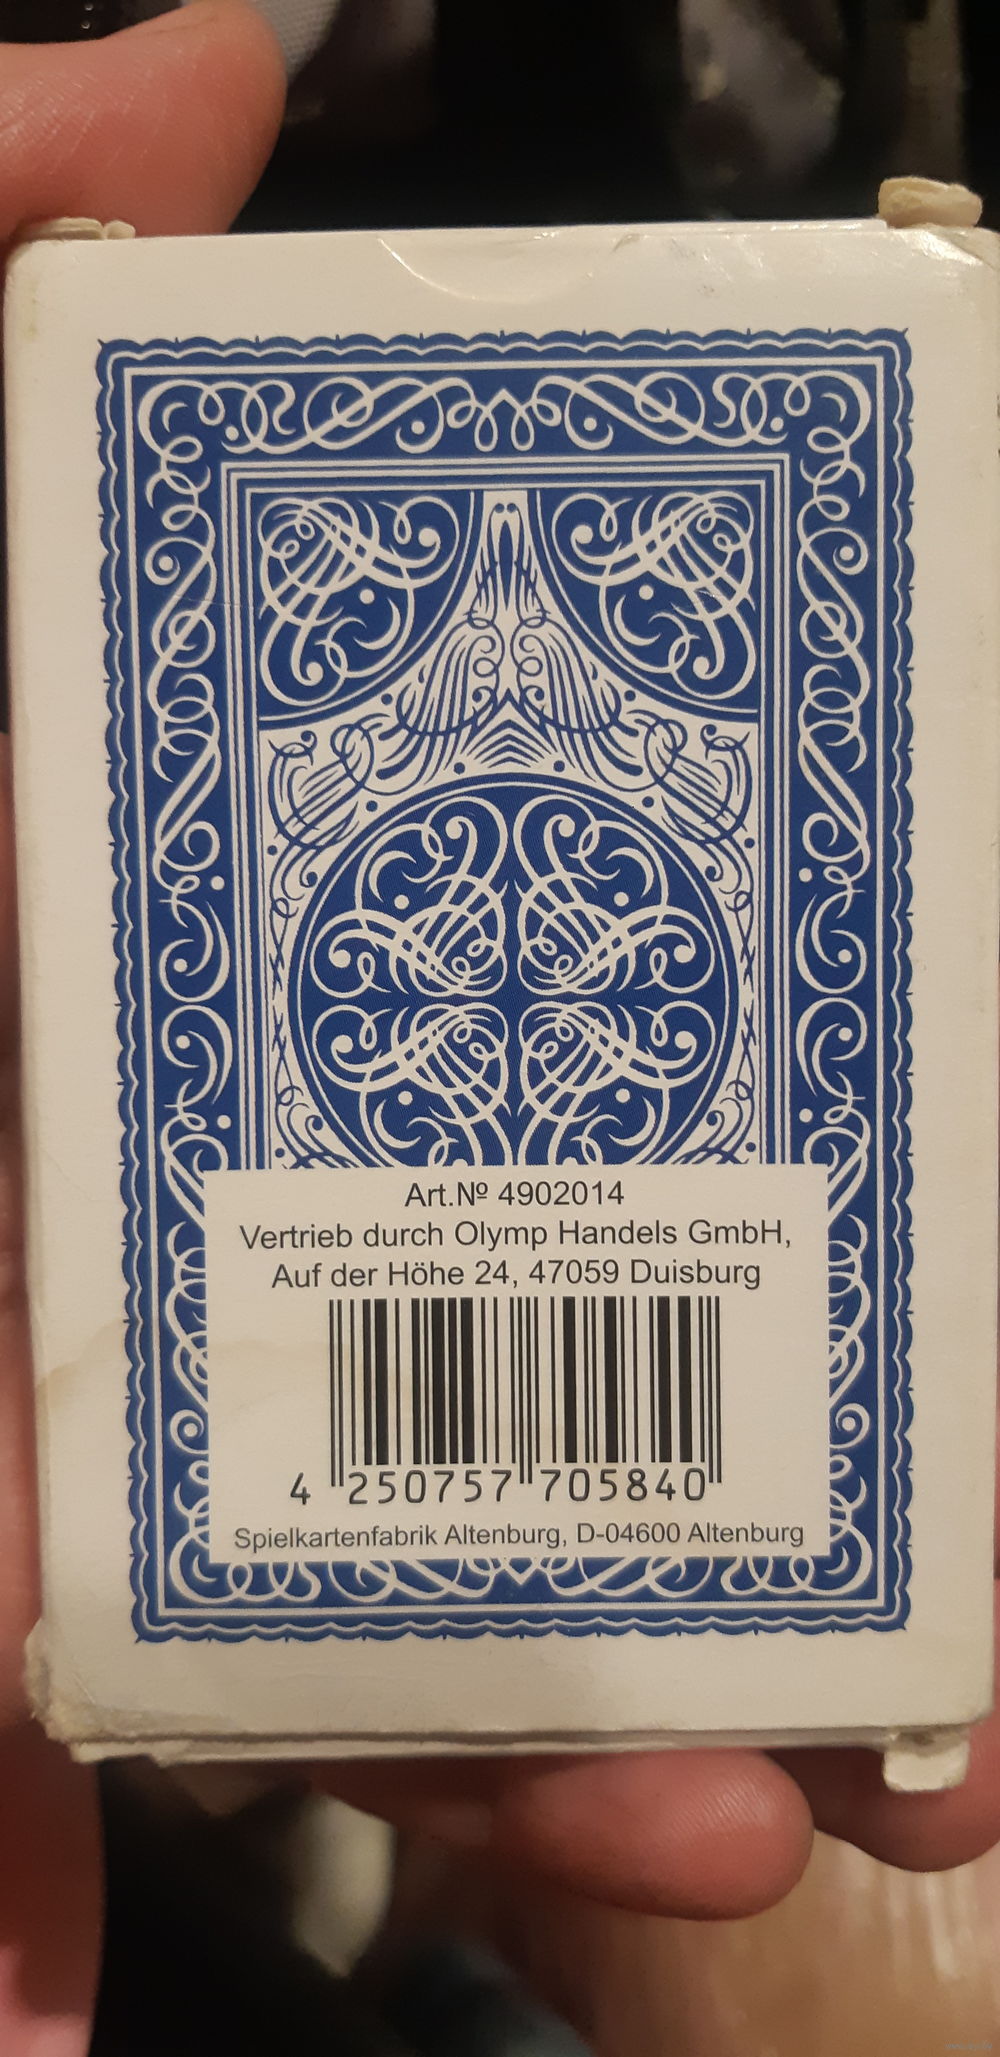 Art.Nº 4902014
Vertrieb durch Olymp Handels GmbH,
Auf der Höhe 24, 47059 Duisburg
4 250757 705840
Spielkartenfabrik Altenburg, D-04600 Altenburg